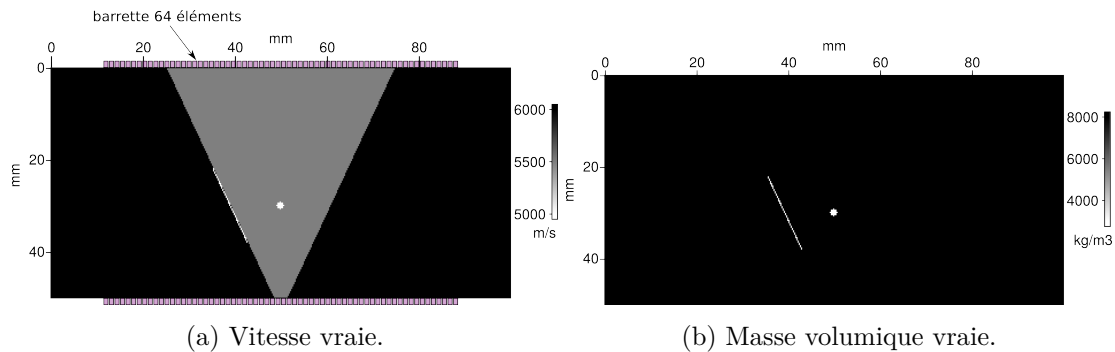 barrette 64 éléments
mm
0 20 40 60 80
0
20
40
mm
6000
5500
5000
m/s
(a) Vitesse vraie.
mm
0 20 40 60 80
0
20
40
mm
8000
6000
4000
kg/m3
(b) Masse volumique vraie.